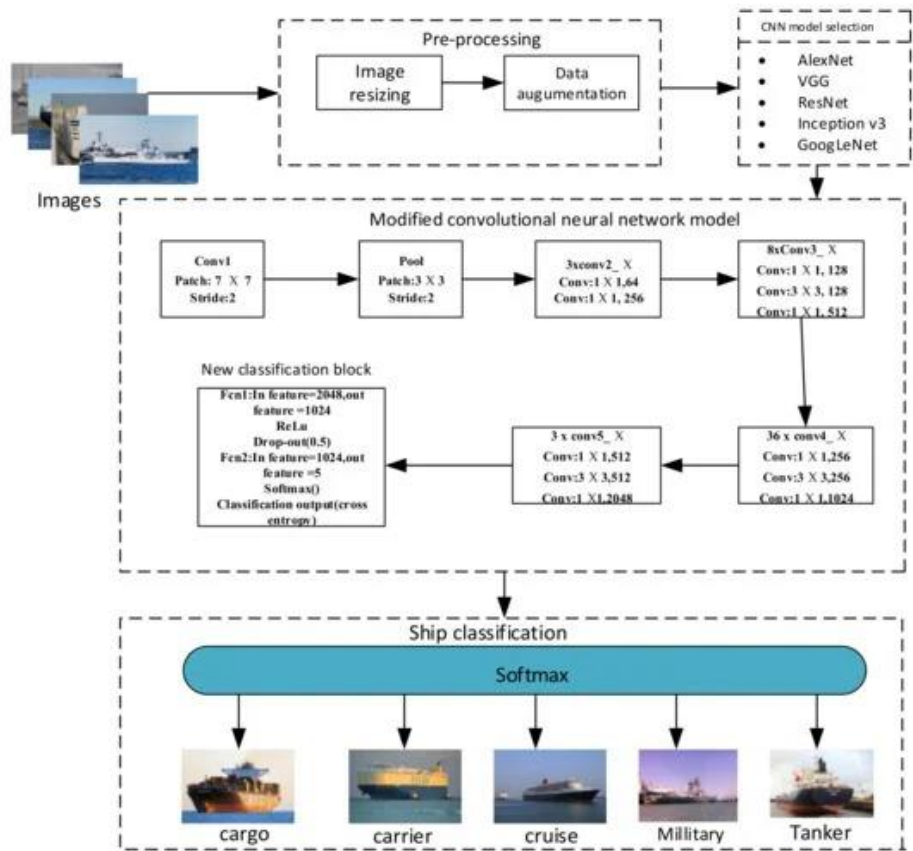 Pre-processing
Image
resizing
Data
augumentation
CNN model selection
• AlexNet
• VGG
• ResNet
• Inception v3
• GoogLeNet
Images
Modified convolutional neural network model
Conv1
Patch: 7 X 7
Stride:2
Pool
Patch:3 X 3
Stride:2
3xconv2_ X
Conv:1 X 1,64
Conv:1 X 1, 256
8xConv3_ X
Conv:1 X 1, 128
Conv:3 X 3, 128
Conv:1 X 1, 512
36 x conv4_ X
Conv:1 X 1,256
Conv:3 X 3,256
Conv:1 X 1,1024
3 x conv5_ X
Conv:1 X 1,512
Conv:3 X 3,512
Conv:1 X1,2048
New classification block
Fcn1:In feature=2048,out
feature =1024
ReLu
Drop-out(0.5)
Fcn2:In feature=1024,out
feature =5
Softmax()
Classification output(cross
entropy)
Ship classification
Softmax
cargo
carrier
cruise
Millitary
Tanker